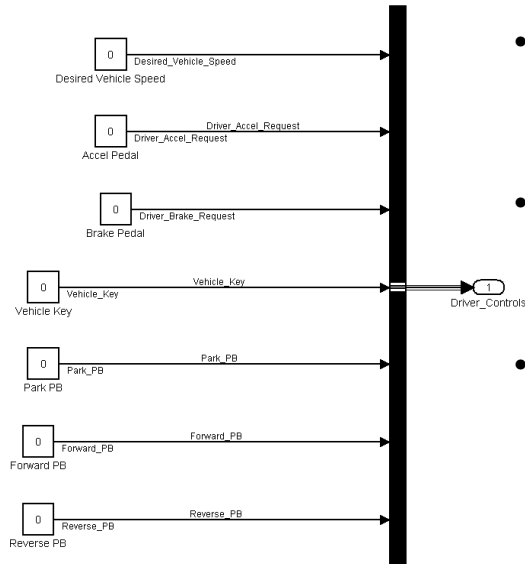 0
Desired_Vehicle_Speed
Desired Vehicle Speed
0
Driver_Accel_Request
Driver_Accel_Request
Accel Pedal
0
Driver_Brake_Request
Brake Pedal
0
Vehicle_Key
Vehicle_Key
Vehicle Key
1
Driver_Controls
0
Park_PB
Park_PB
Park PB
0
Forward_PB
Forward_PB
Forward PB
0
Reverse_PB
Reverse_PB
Reverse PB